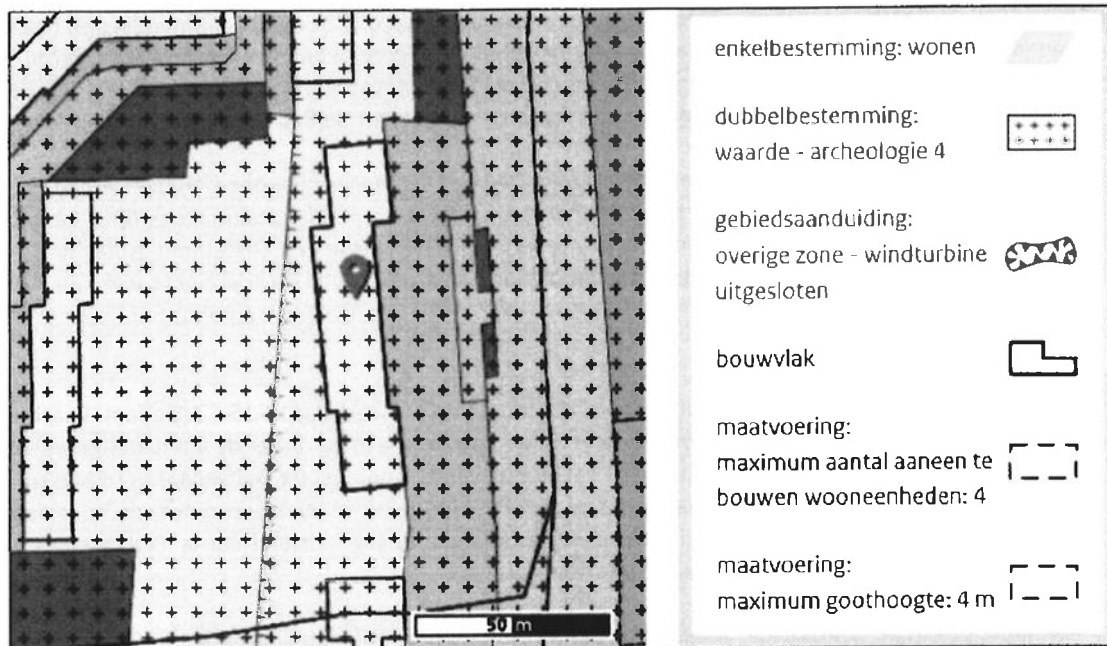 enkelbestemming: wonen
dubbelbestemming:
waarde - archeologie 4
gebiedsaanduiding:
overige zone - windturbine
uitgesloten
bouwvlak
maatvoering:
maximum aantal aaneen te
bouwen wooneenheden: 4
maatvoering:
maximum goothoogte: 4 m
50 m